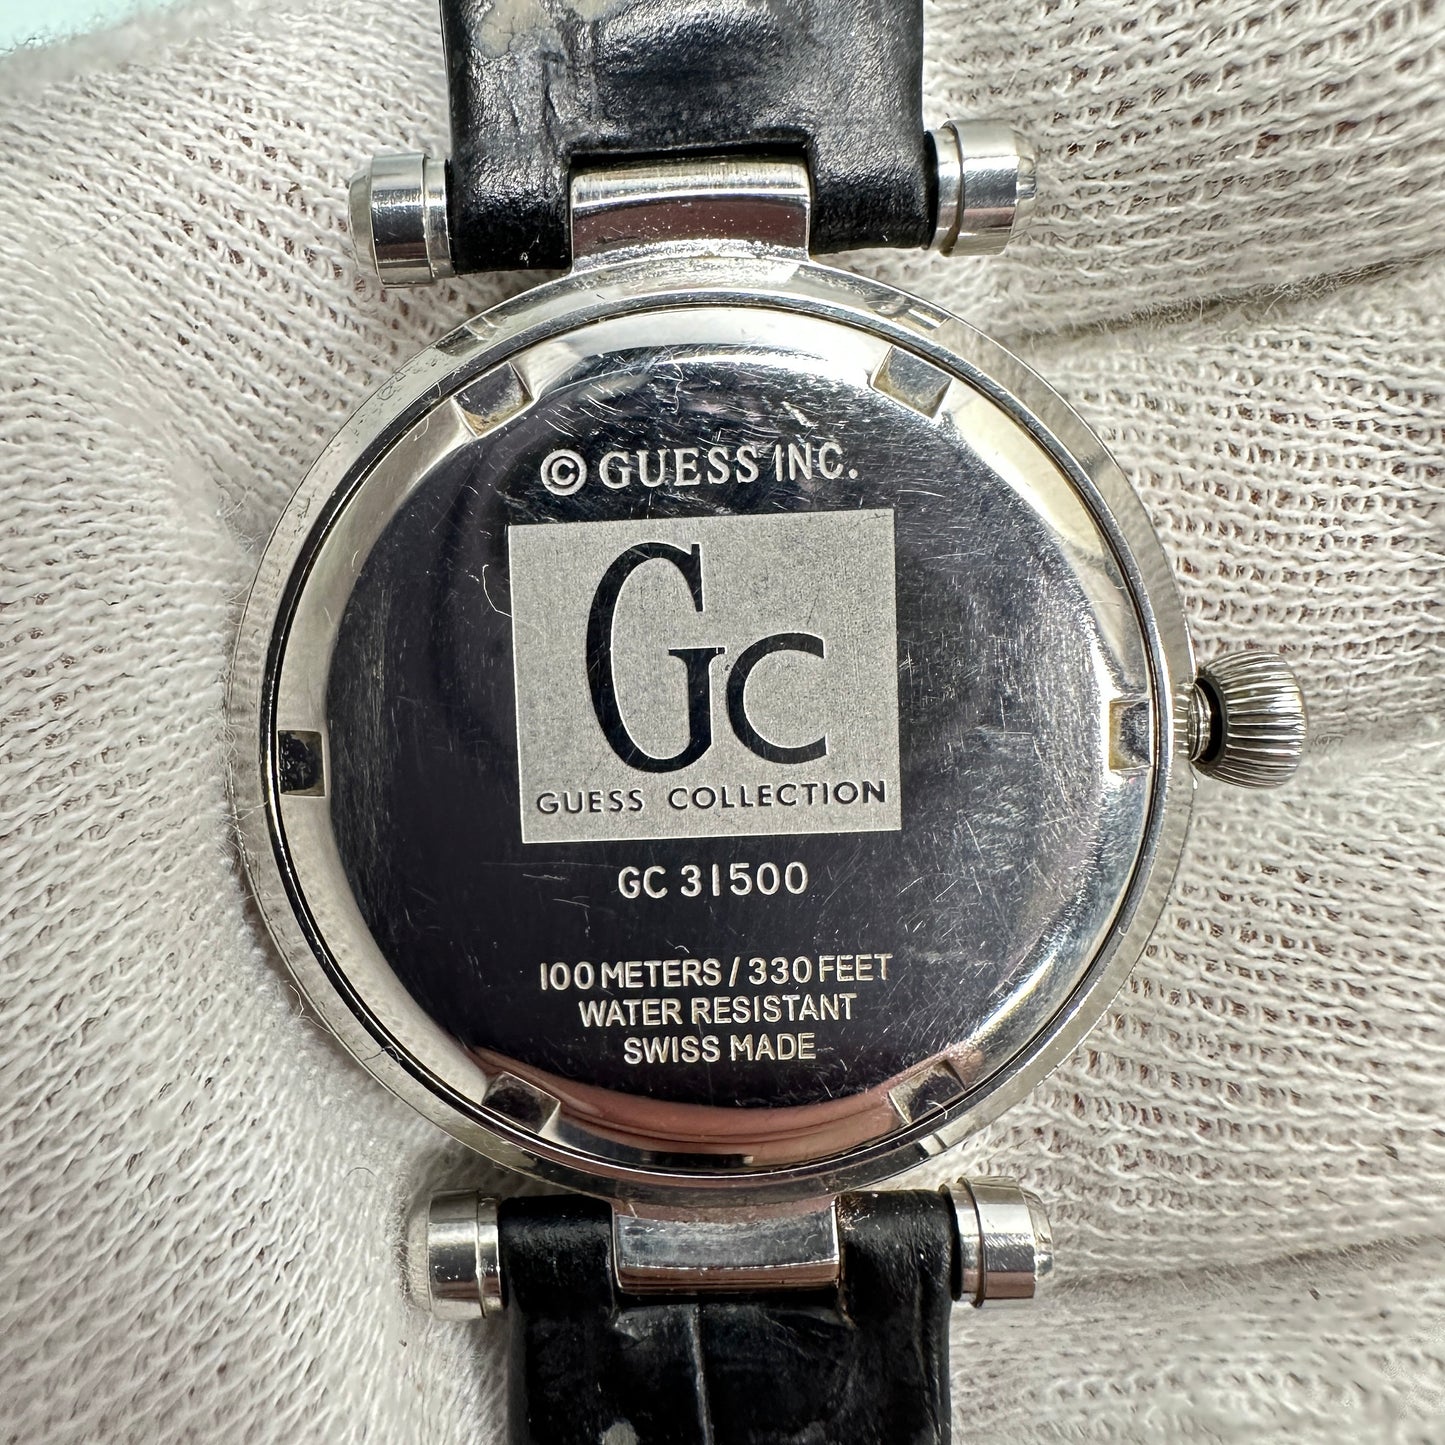 © GUESS INC.
GC
GUESS COLLECTION
GC 31500
100 METERS / 330 FEET
WATER RESISTANT
SWISS MADE